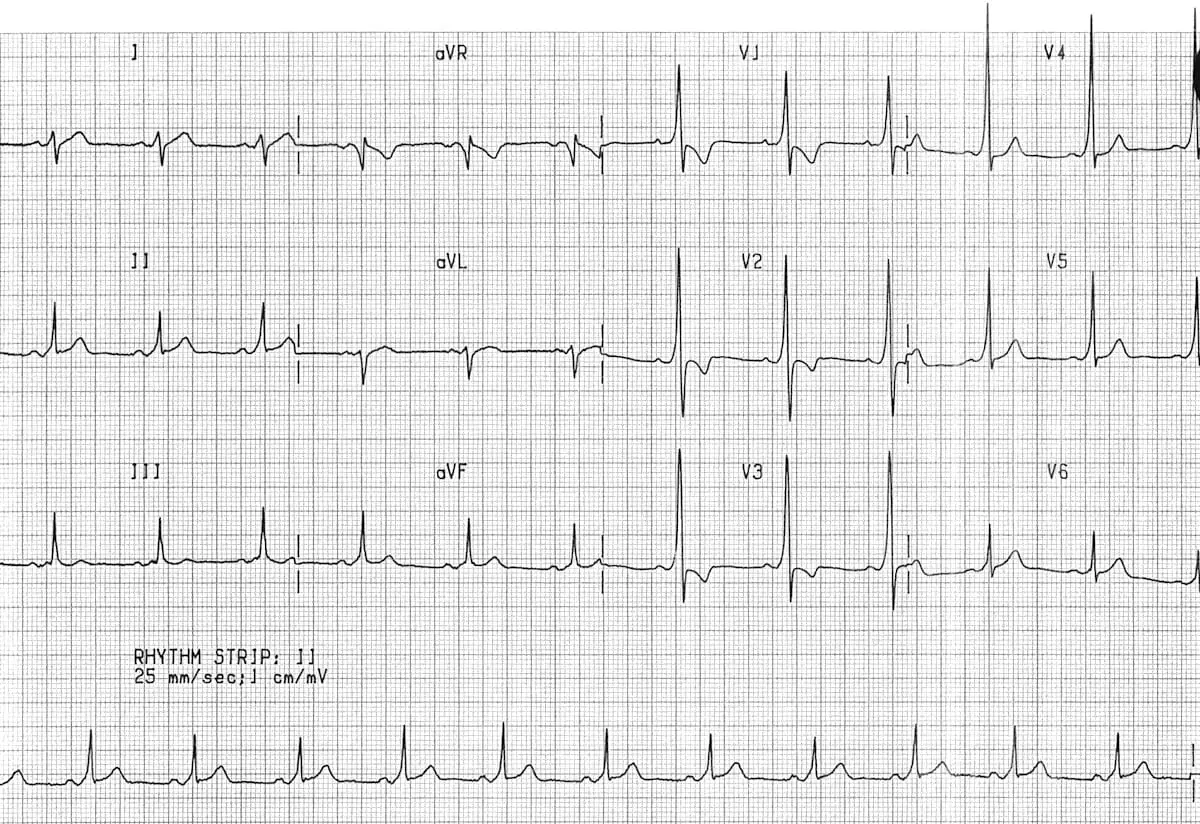 I aVR V1 V4
II aVL V2 V5
III aVF V3 V6
RHYTHM STRIP: II
25 mm/sec;1 cm/mV